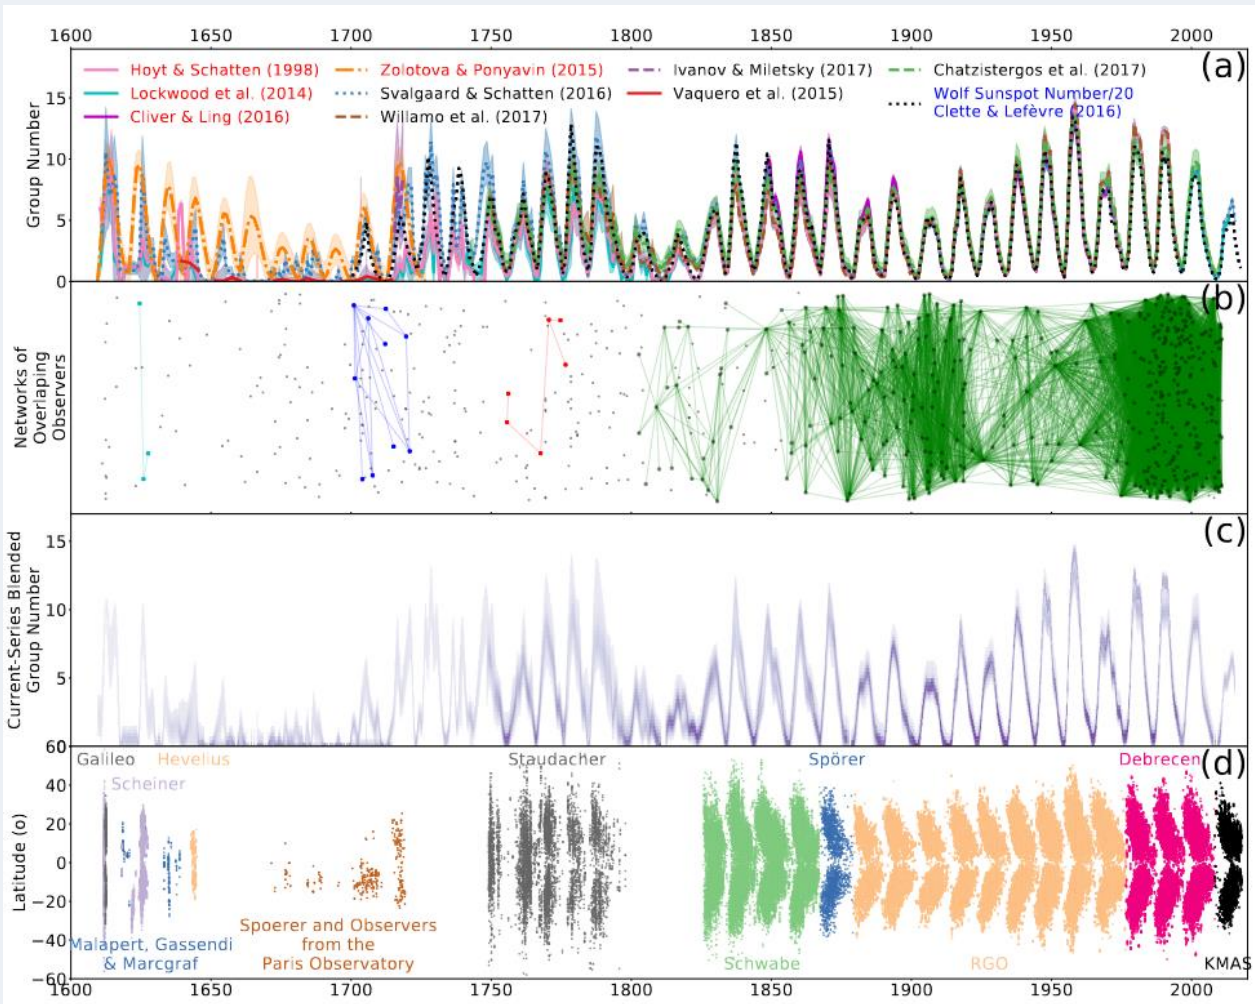 1600 1650 1700 1750 1800 1850 1900 1950 2000
(a)
Hoyt & Schatten (1998)
Lockwood et al. (2014)
Cliver & Ling (2016)
Zolotova & Ponyavin (2015)
Svalgaard & Schatten (2016)
Willamo et al. (2017)
Ivanov & Miletsky (2017)
Vaquero et al. (2015)
Chatzistergos et al. (2017)
Wolf Sunspot Number/20
Clette & Lefèvre (2016)
Group Number
15
10
5
0
(b)
Networks of
Overlaping
Observers
(c)
Current-Series Blended
Group Number
15
10
5
0
(d)
Latitude (o)
60
40
20
0
−20
−40
−60
Galileo
Hevelius
Scheiner
Staudacher
Spörer
Debrecen
Malapert, Gassendi
& Marcgraf
Spoerer and Observers
from the
Paris Observatory
Schwabe
RGO
KMAS
1600 1650 1700 1750 1800 1850 1900 1950 2000